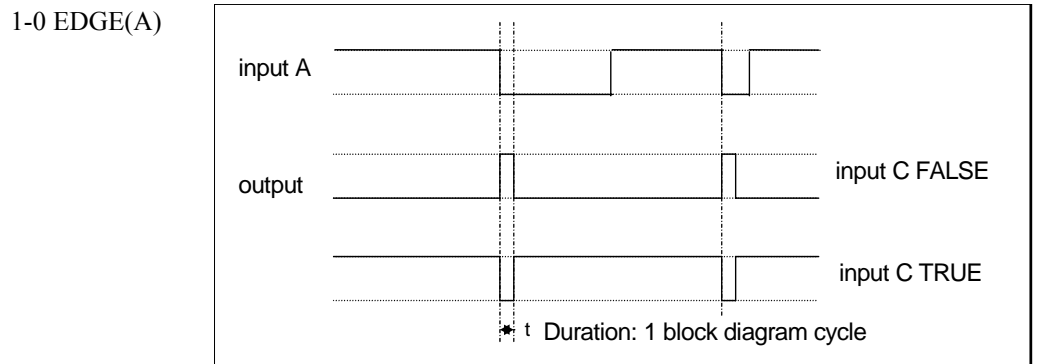 1-0 EDGE(A)
input A
input C FALSE
output
input C TRUE
t Duration: 1 block diagram cycle